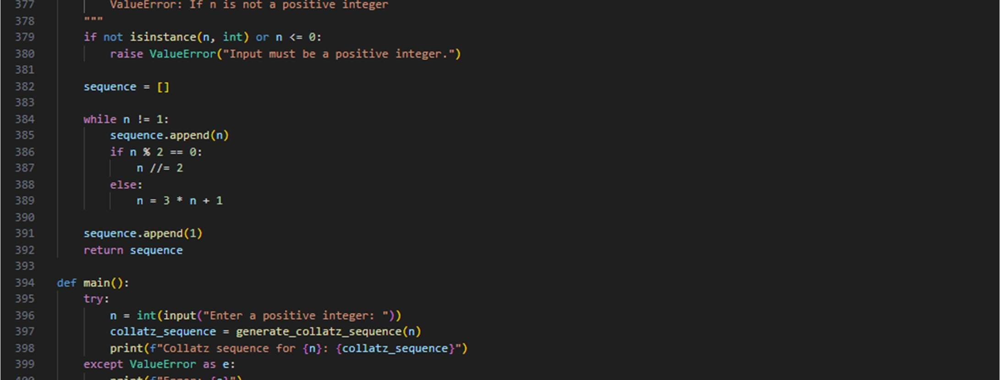 377 ValueError: If n is not a positive integer
378 """
379 if not isinstance(n, int) or n <= 0:
380 raise ValueError("Input must be a positive integer.")
381
382 sequence = []
383
384 while n != 1:
385 sequence.append(n)
386 if n % 2 == 0:
387 n //= 2
388 else:
389 n = 3 * n + 1
390
391 sequence.append(1)
392 return sequence
393
394 def main():
395 try:
396 n = int(input("Enter a positive integer: "))
397 collatz_sequence = generate_collatz_sequence(n)
398 print(f"Collatz sequence for {n}: {collatz_sequence}")
399 except ValueError as e:
400 print(f"Error: {e}")